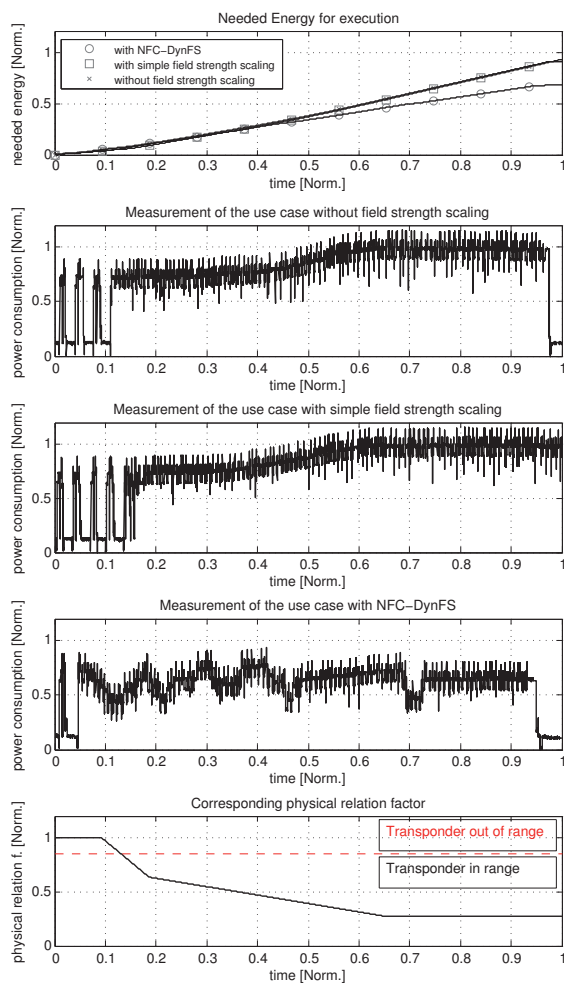 Needed Energy for execution
needed energy [Norm.]
1
0.5
0
with NFC−DynFS
with simple field strength scaling
without field strength scaling
0 0.1 0.2 0.3 0.4 0.5 0.6 0.7 0.8 0.9 1
time [Norm.]
Measurement of the use case without field strength scaling
power consumption [Norm.]
1
0.5
0
0 0.1 0.2 0.3 0.4 0.5 0.6 0.7 0.8 0.9 1
time [Norm.]
Measurement of the use case with simple field strength scaling
power consumption [Norm.]
1
0.5
0
0 0.1 0.2 0.3 0.4 0.5 0.6 0.7 0.8 0.9 1
time [Norm.]
Measurement of the use case with NFC−DynFS
power consumption [Norm.]
1
0.5
0
0 0.1 0.2 0.3 0.4 0.5 0.6 0.7 0.8 0.9 1
time [Norm.]
Corresponding physical relation factor
physical relation f. [Norm.]
1
0.5
0
Transponder out of range
Transponder in range
0 0.1 0.2 0.3 0.4 0.5 0.6 0.7 0.8 0.9 1
time [Norm.]